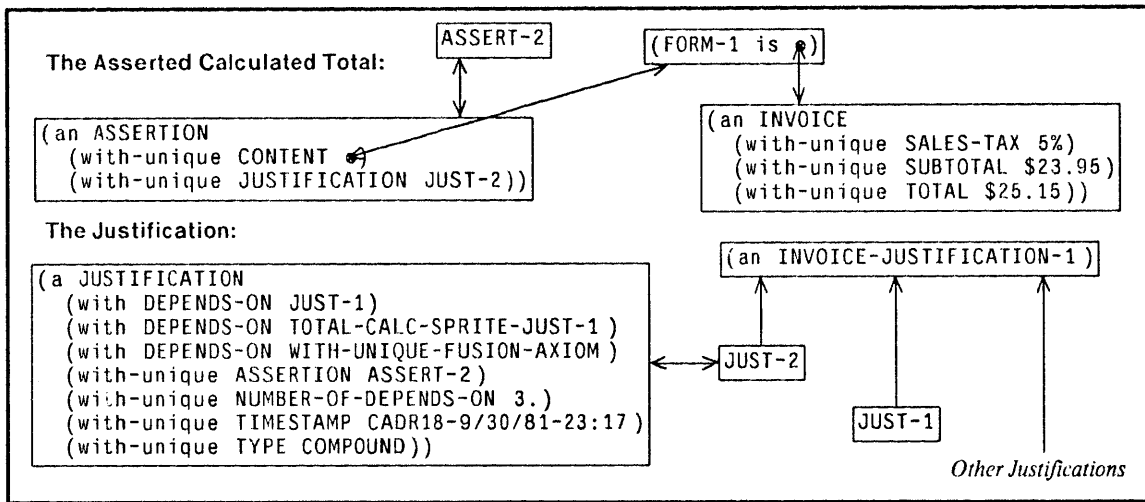 The Asserted Calculated Total:
ASSERT-2
(FORM-1 is )
(an ASSERTION
(with-unique CONTENT )
(with-unique JUSTIFICATION JUST-2))
(an INVOICE
(with-unique SALES-TAX 5%)
(with-unique SUBTOTAL $23.95)
(with-unique TOTAL $25.15))
The Justification:
(a JUSTIFICATION
(with DEPENDS-ON JUST-1)
(with DEPENDS-ON TOTAL-CALC-SPRITE-JUST-1)
(with DEPENDS-ON WITH-UNIQUE-FUSION-AXIOM)
(with-unique ASSERTION ASSERT-2)
(with-unique NUMBER-OF-DEPENDS-ON 3.)
(with-unique TIMESTAMP CADR18-9/30/81-23:17)
(with-unique TYPE COMPOUND))
(an INVOICE-JUSTIFICATION-1)
JUST-2
JUST-1
Other Justifications